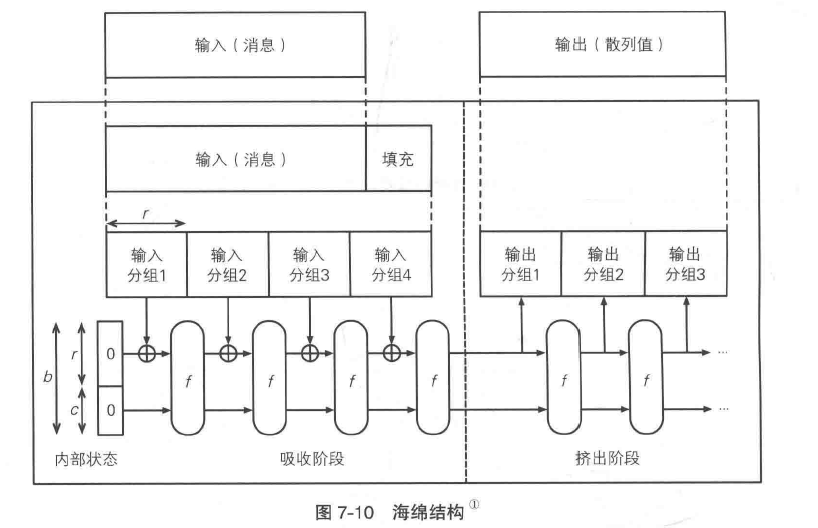 输入（消息）
输出（散列值）
输入（消息）
填充
r
输入
分组1
输入
分组2
输入
分组3
输入
分组4
输出
分组1
输出
分组2
输出
分组3
b
r
c
0
0
f
f
f
f
f
f
...
...
内部状态
吸收阶段
挤出阶段
图 7-10 海绵结构①